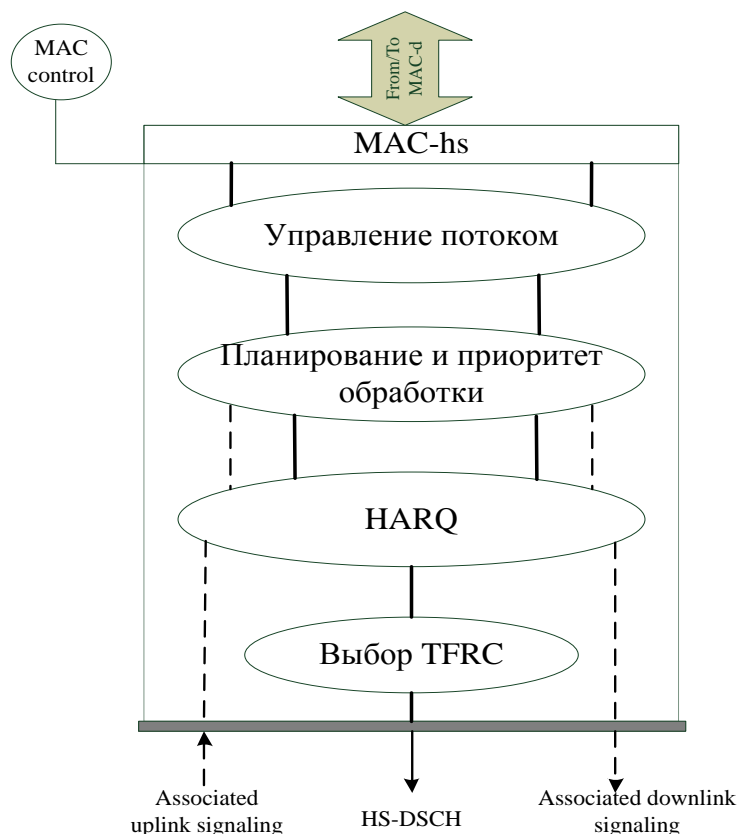 MAC
control
From/To
MAC-d
MAC-hs
Управление потоком
Планирование и приоритет
обработки
HARQ
Выбор TFRC
Associated
uplink signaling
HS-DSCH
Associated downlink
signaling